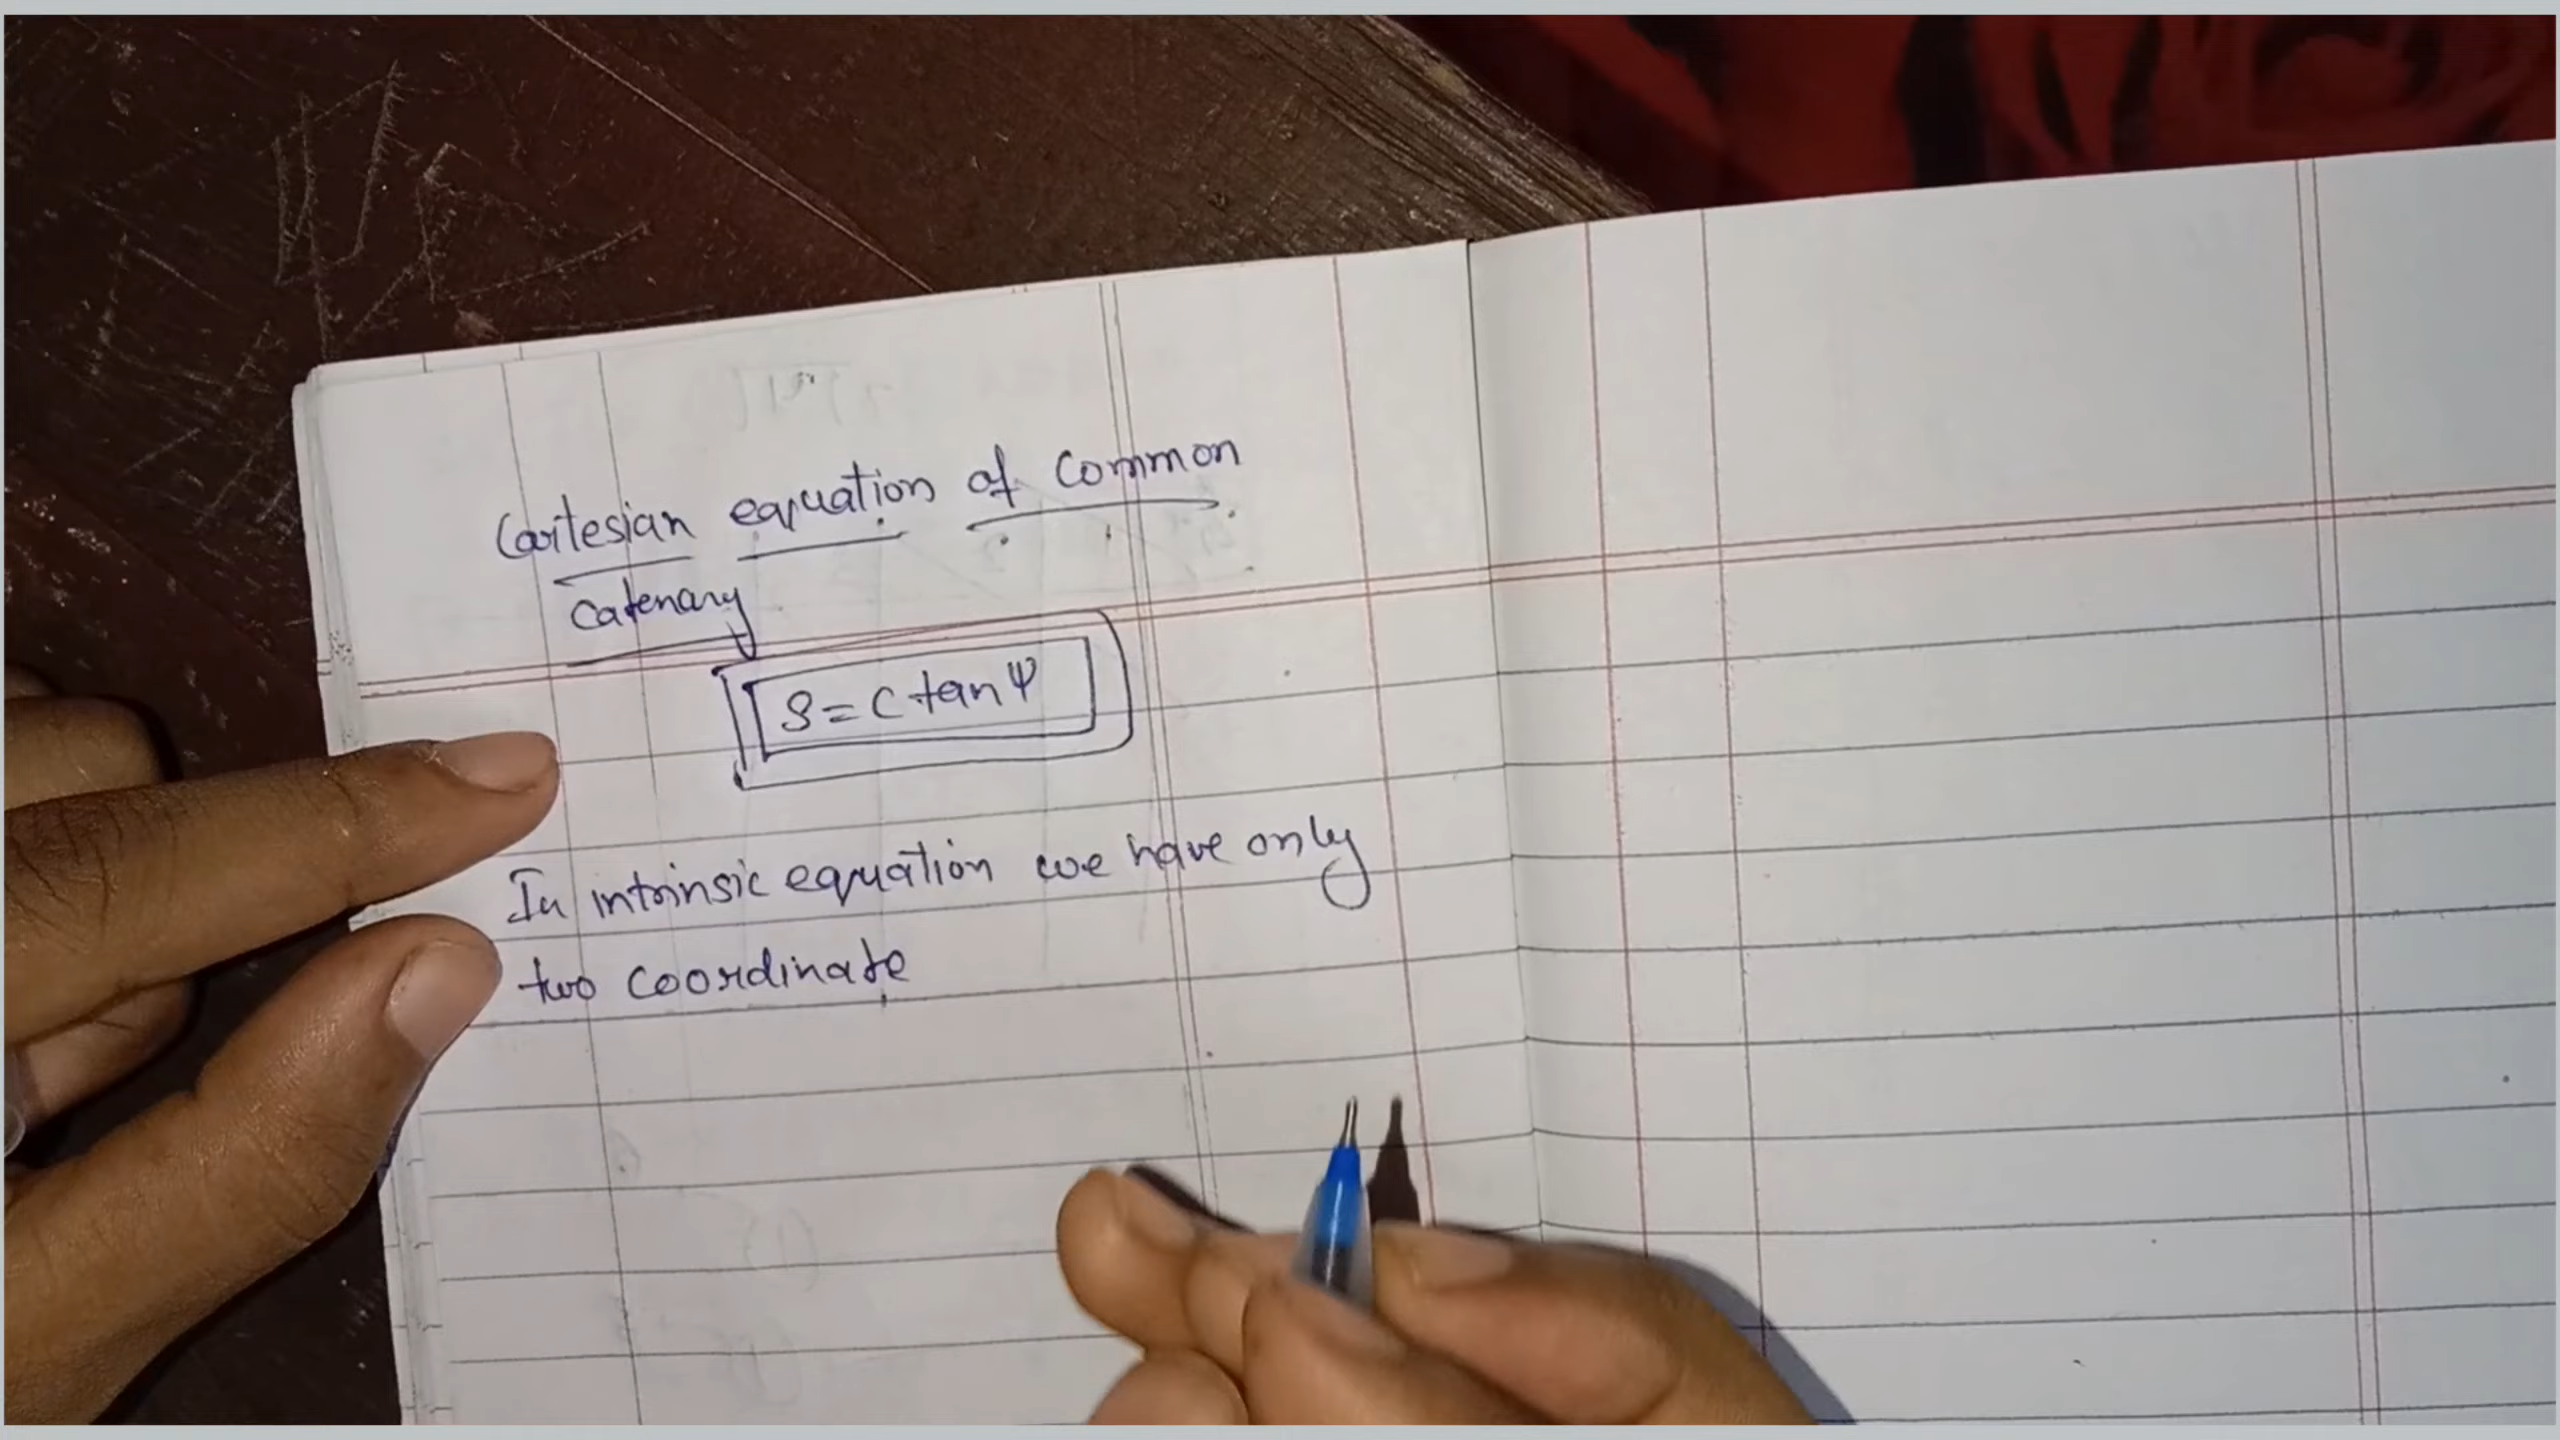 Cartesian equation of Common
Catenary
S = C tan Ψ
In intrinsic equation we have only
two coordinate